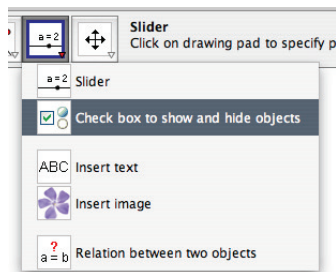 a=2
Slider
Click on drawing pad to specify p
a=2 Slider
Check box to show and hide objects
ABC Insert text
Insert image
?
a = b Relation between two objects